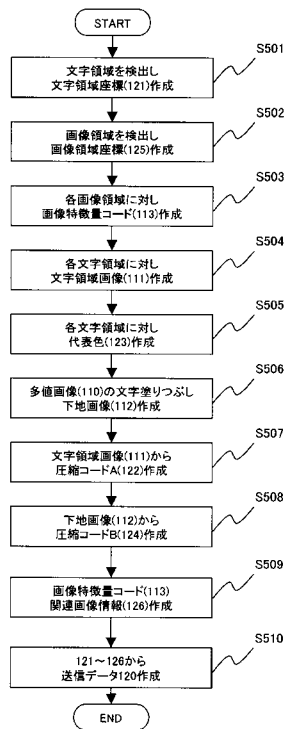 START
S501
文字領域を検出し
文字領域座標(121)作成
S502
画像領域を検出し
画像領域座標(125)作成
S503
各画像領域に対し
画像特徴量コード(113)作成
S504
各文字領域に対し
文字領域画像(111)作成
S505
各文字領域に対し
代表色(123)作成
S506
多値画像(110)の文字塗りつぶし
下地画像(112)作成
S507
文字領域画像(111)から
圧縮コードA(122)作成
S508
下地画像(112)から
圧縮コードB(124)作成
S509
画像特徴量コード(113)
関連画像情報(126)作成
S510
121～126から
送信データ120作成
END